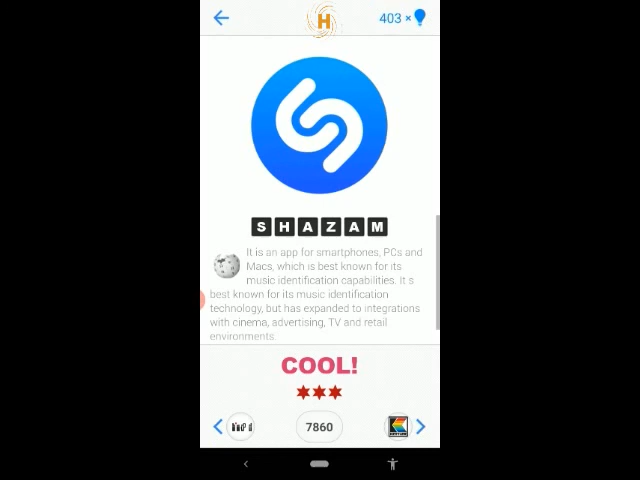 H
403 ×
SHAZAM
It is an app for smartphones, PCs and
Macs, which is best known for its
music identification capabilities. It s
best known for its music identification
technology, but has expanded to integrations
with cinema, advertising, TV and retail
environments.
COOL!
7860